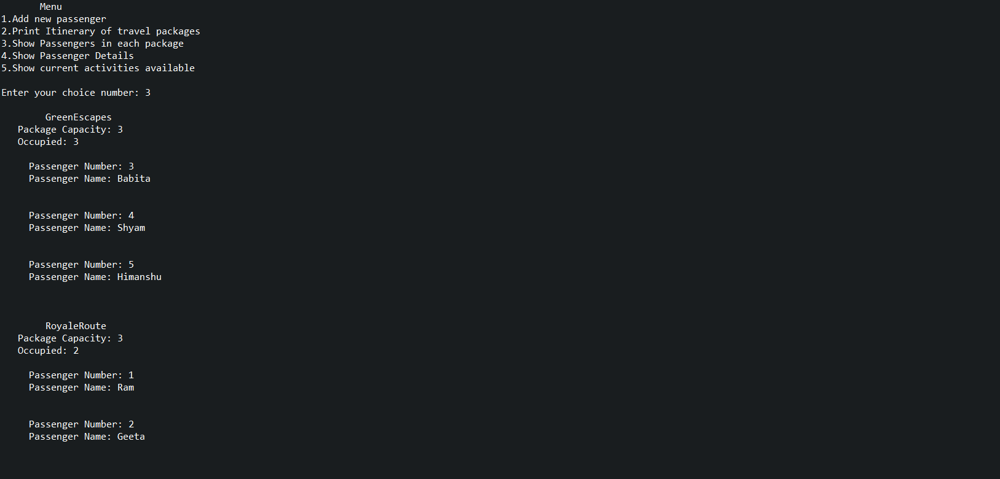 Menu
1.Add new passenger
2.Print Itinerary of travel packages
3.Show Passengers in each package
4.Show Passenger Details
5.Show current activities available
Enter your choice number: 3
GreenEscapes
Package Capacity: 3
Occupied: 3
Passenger Number: 3
Passenger Name: Babita
Passenger Number: 4
Passenger Name: Shyam
Passenger Number: 5
Passenger Name: Himanshu
RoyaleRoute
Package Capacity: 3
Occupied: 2
Passenger Number: 1
Passenger Name: Ram
Passenger Number: 2
Passenger Name: Geeta